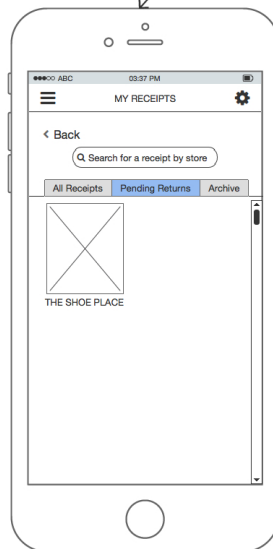 ABC 03:37 PM
MY RECEIPTS
< Back
Search for a receipt by store
All Receipts Pending Returns Archive
THE SHOE PLACE